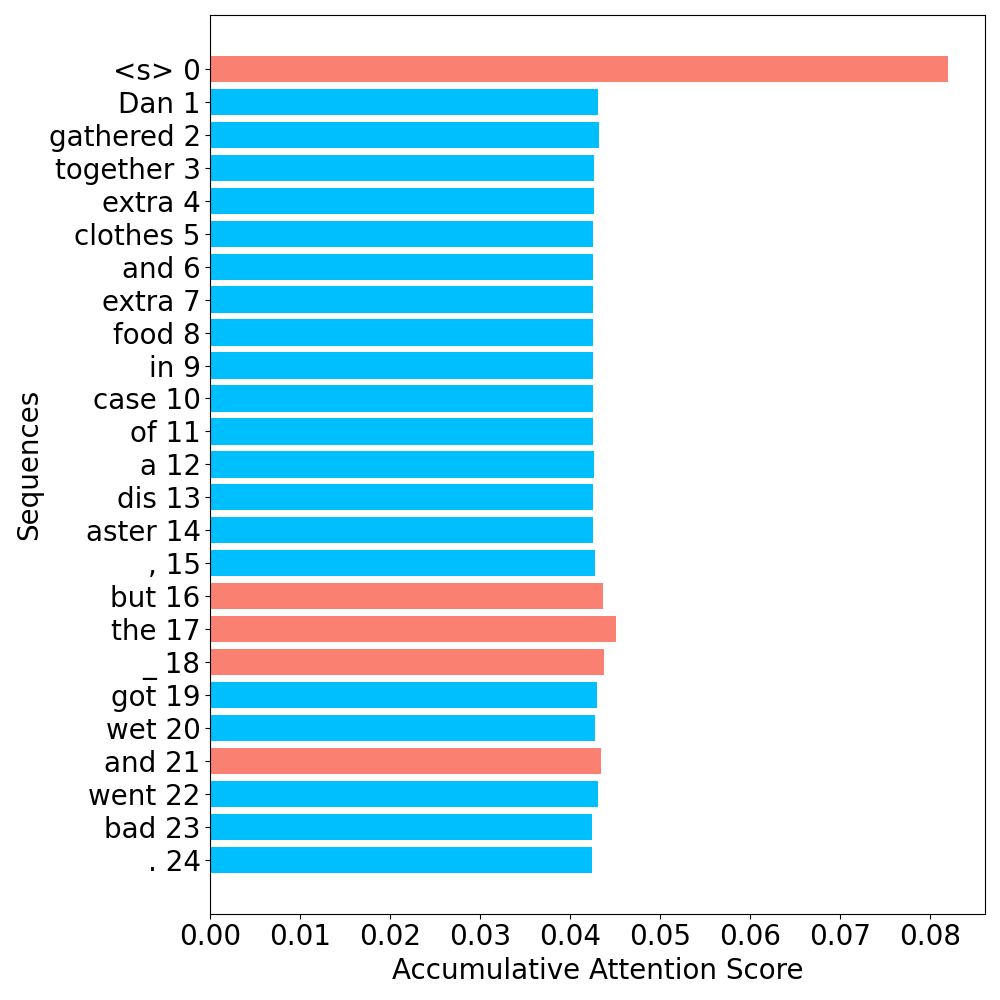 <s> 0
Dan 1
gathered 2
together 3
extra 4
clothes 5
and 6
extra 7
food 8
in 9
case 10
of 11
a 12
dis 13
aster 14
, 15
but 16
the 17
_ 18
got 19
wet 20
and 21
went 22
bad 23
. 24
Sequences
0.00 0.01 0.02 0.03 0.04 0.05 0.06 0.07 0.08
Accumulative Attention Score